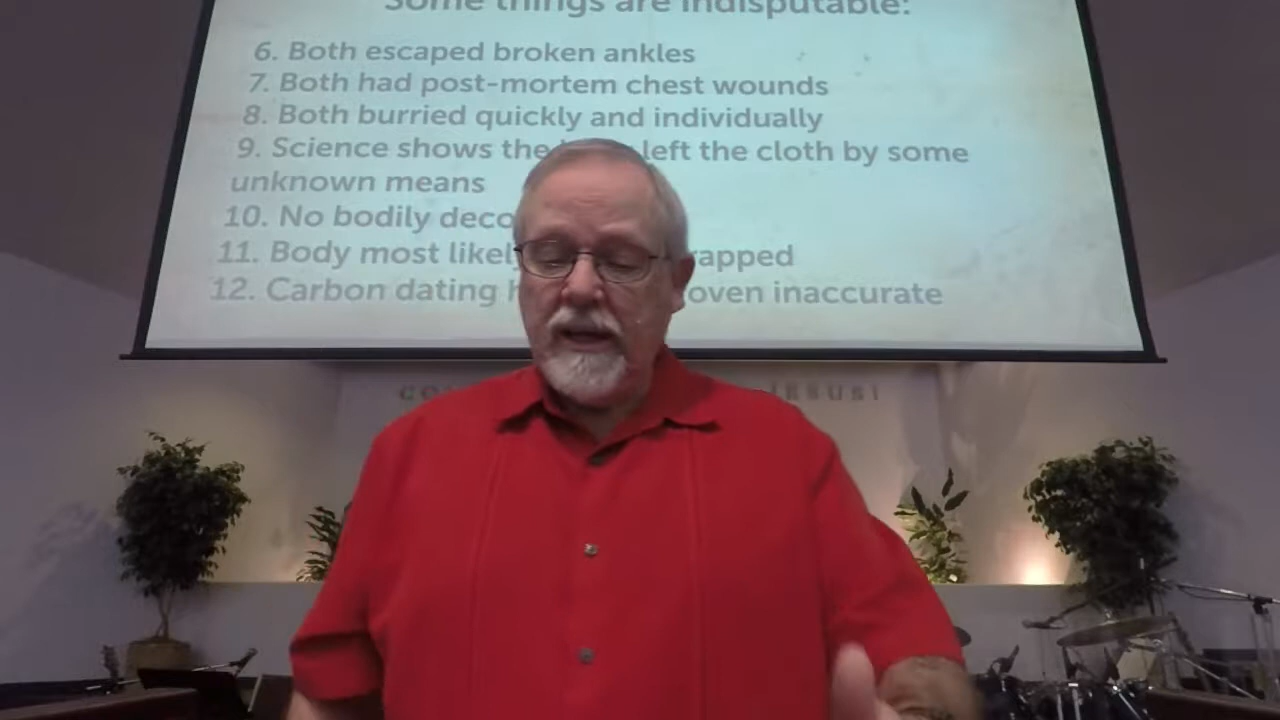 Some things are indisputable:
6. Both escaped broken ankles
7. Both had post-mortem chest wounds
8. Both burried quickly and individually
9. Science shows the left the cloth by some
unknown means
10. No bodily
11. Body most
12. Carbon dating inaccurate